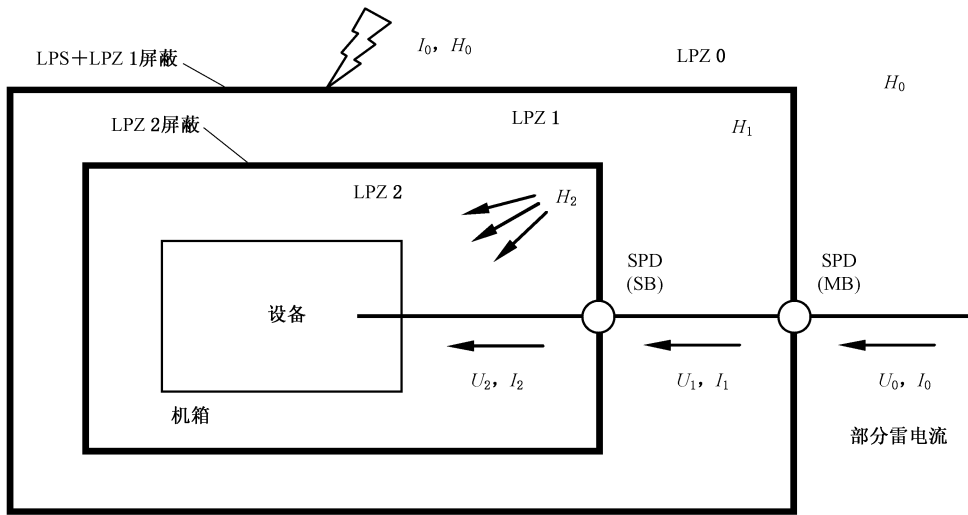 I₀，H₀
LPZ 0
LPS＋LPZ 1屏蔽
H₀
LPZ 2屏蔽
LPZ 1
H₁
LPZ 2
H₂
SPD
(SB)
SPD
(MB)
设备
U₂，I₂
U₁，I₁
U₀，I₀
机箱
部分雷电流